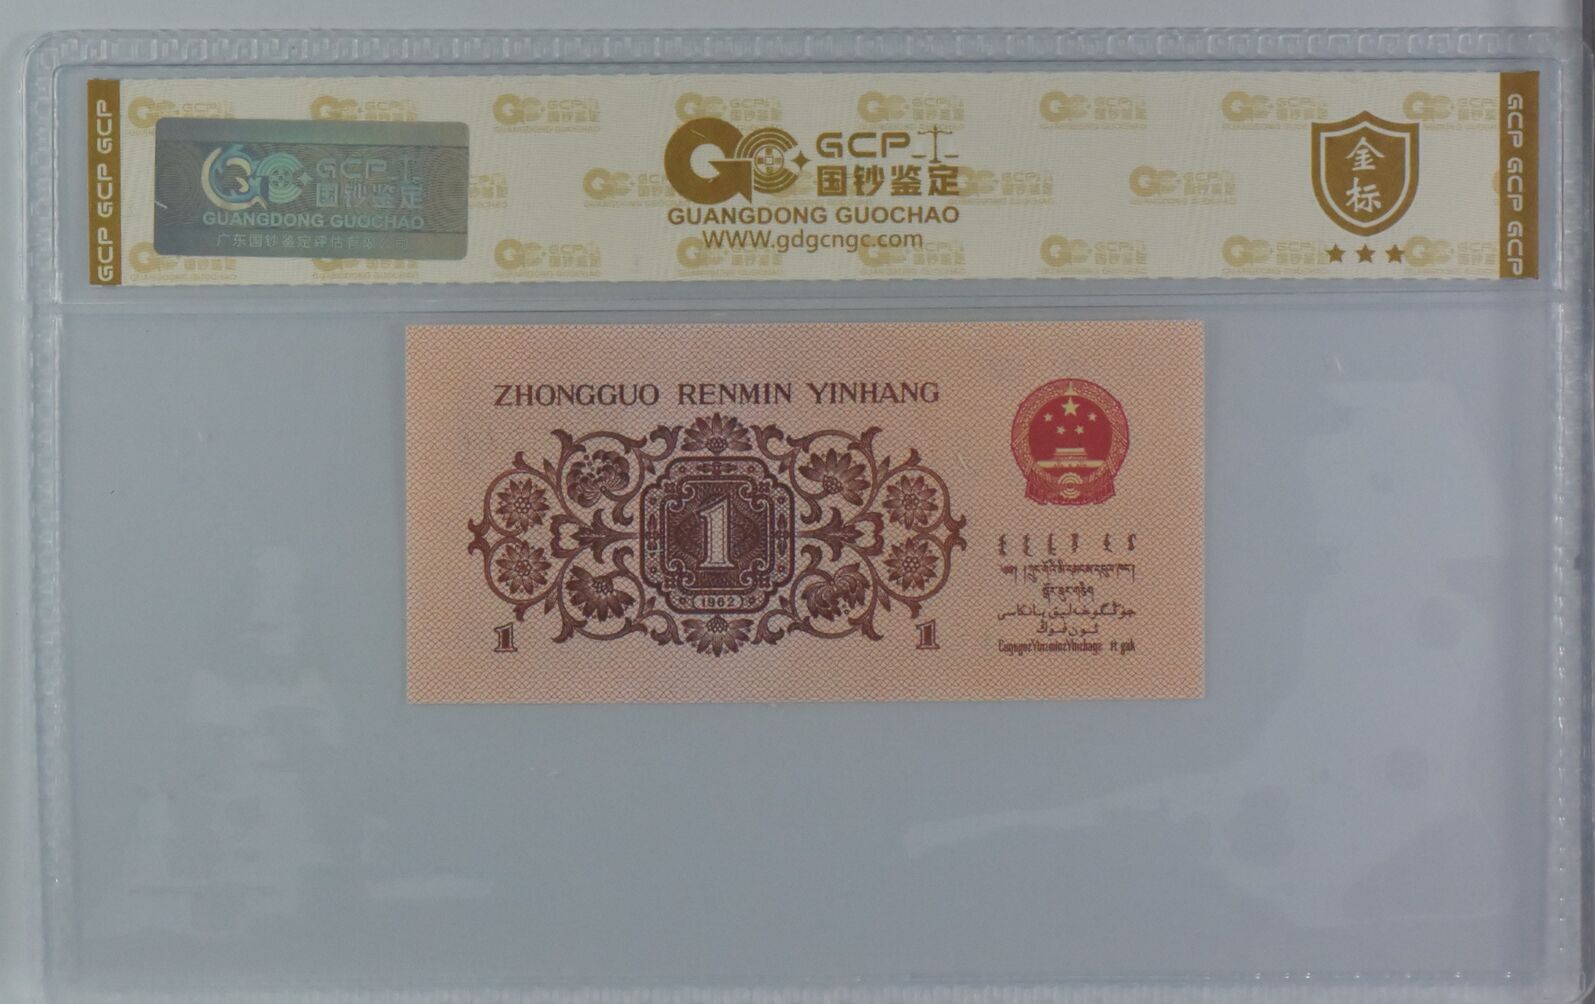 GCP GCP GCP
GCP 国钞鉴定
GUANGDONG GUOCHAO
广东国钞鉴定评估有限公司
GCP
国钞鉴定
GUANGDONG GUOCHAO
WWW.gdgcngc.com
金标
GCP GCP GCP
ZHONGGUO RENMIN YINHANG
1
1962
1 1
جۇڭگوخەلىق بانكاسى